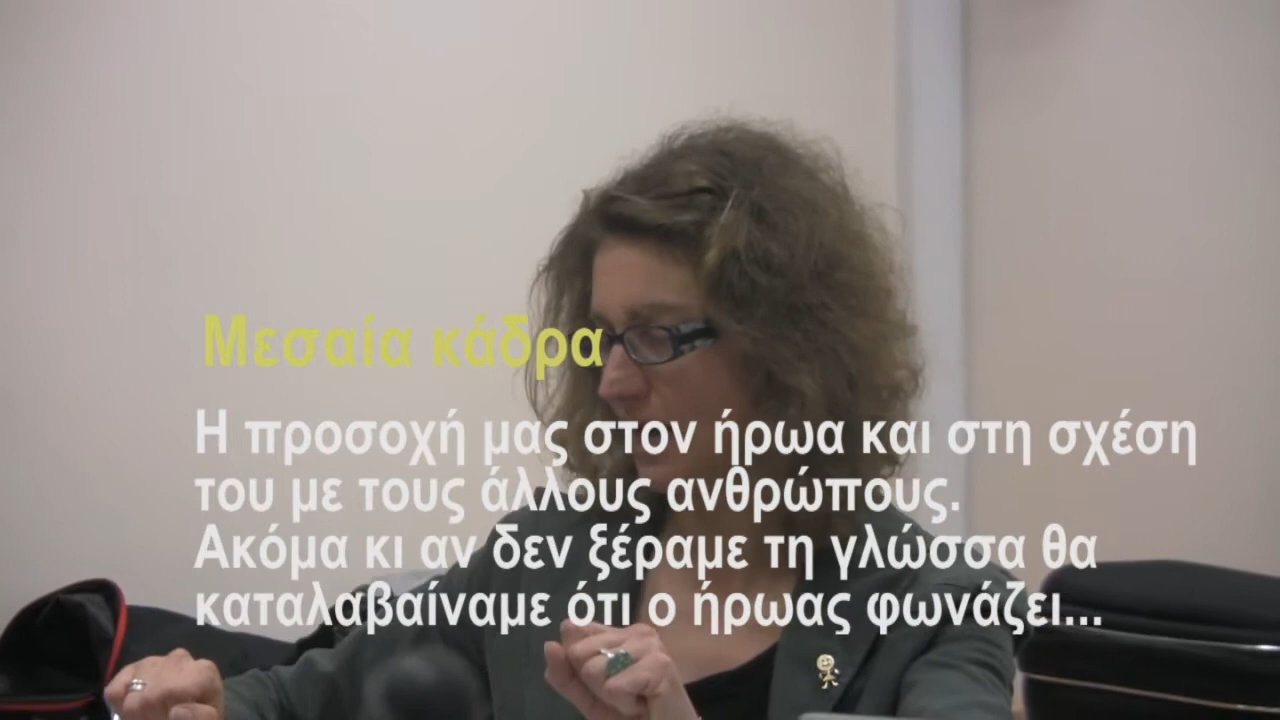 Μεσαία κάδρα
Η προσοχή μας στον ήρωα και στη σχέση
του με τους άλλους ανθρώπους.
Ακόμα κι αν δεν ξέραμε τη γλώσσα θα
καταλαβαίναμε ότι ο ήρωας φωνάζει...